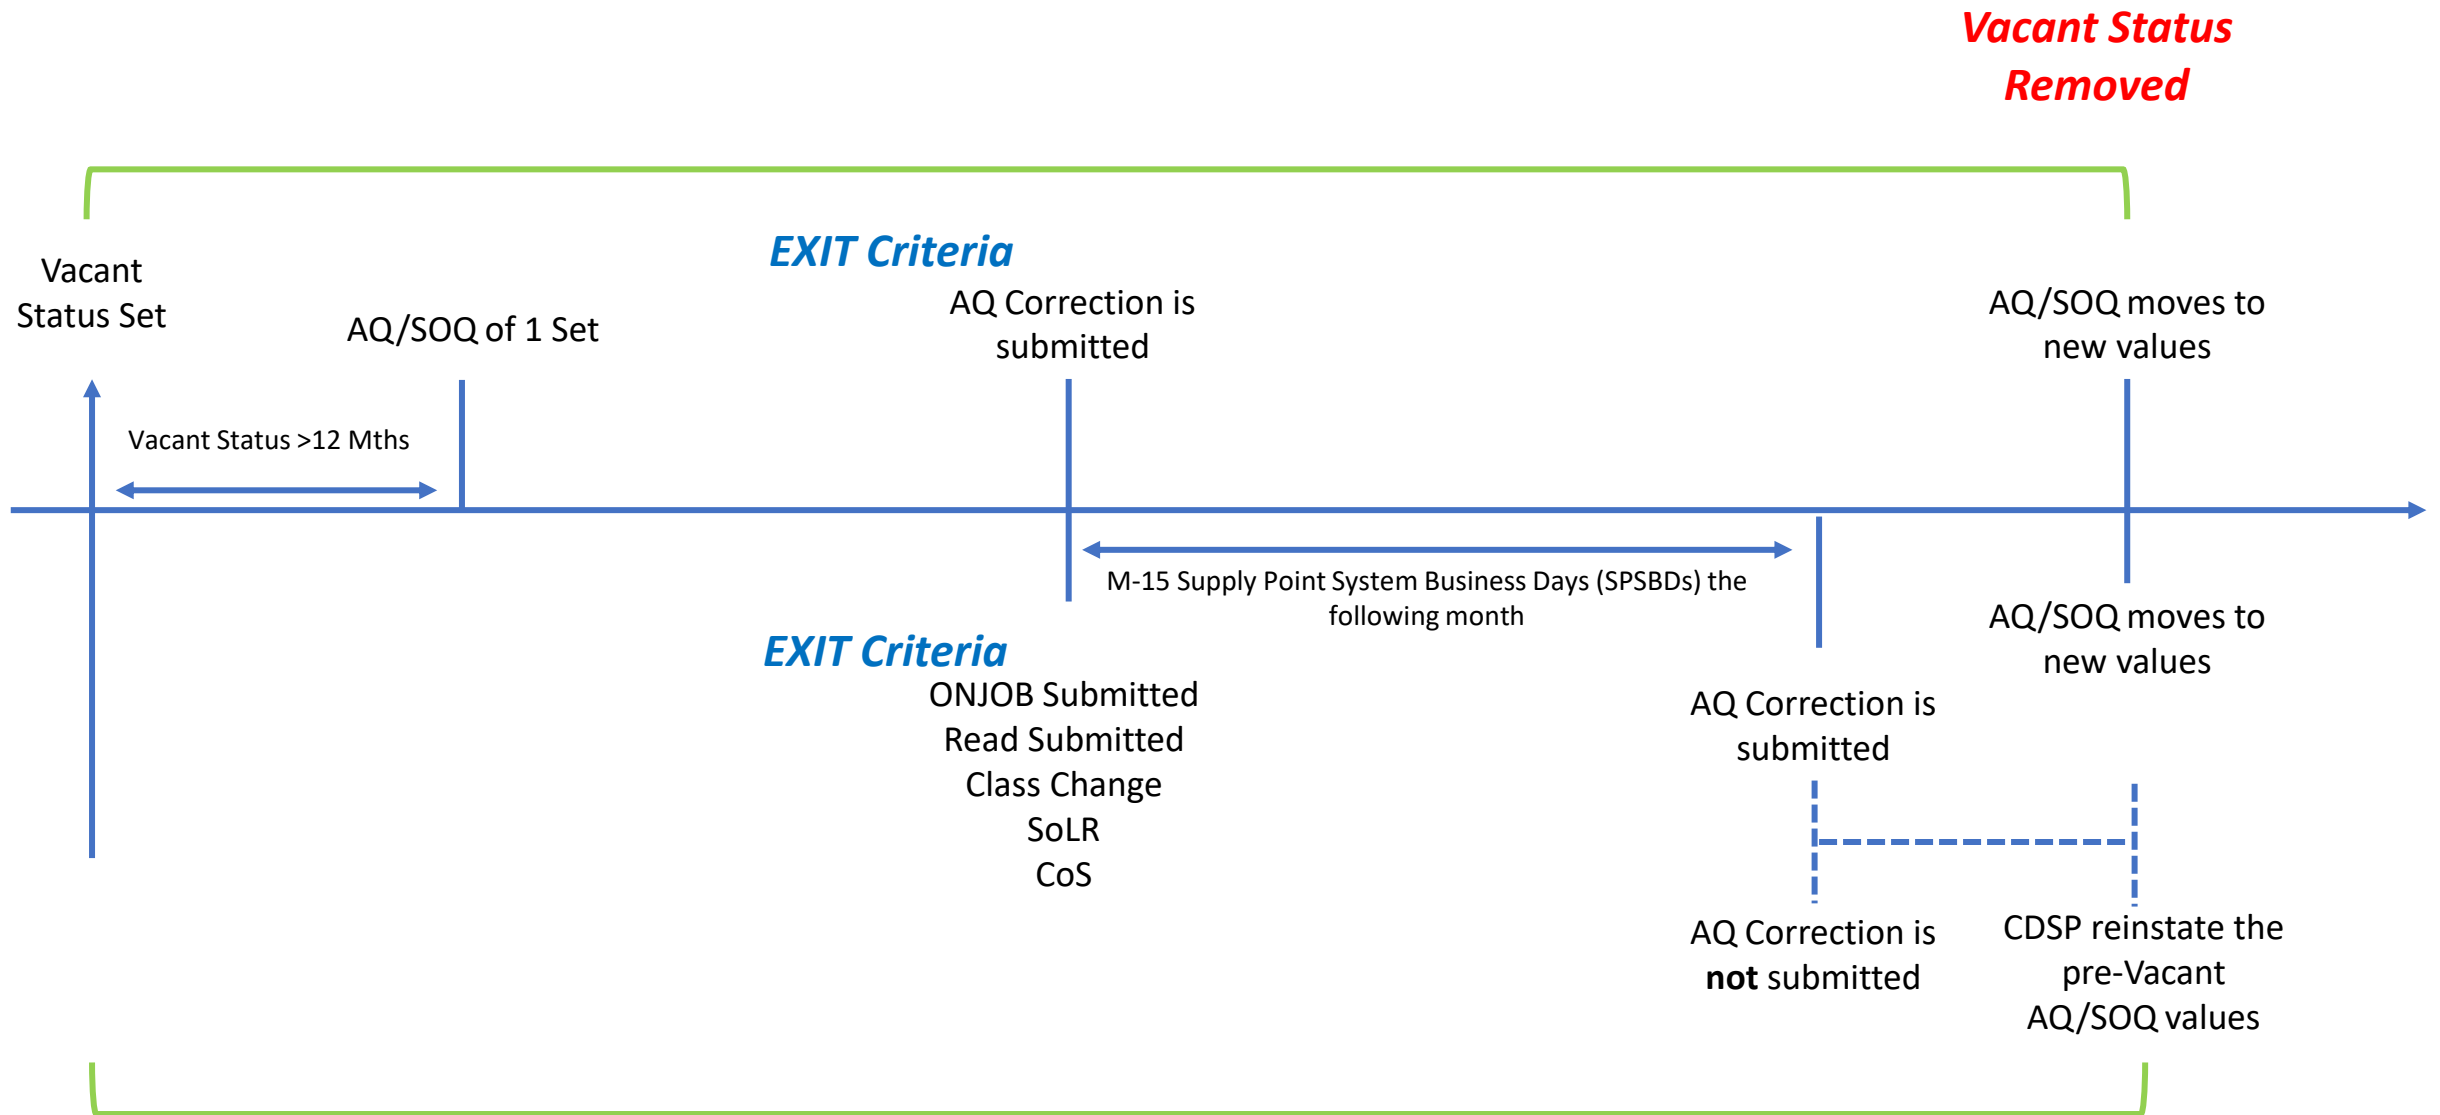 Vacant Status
Removed
EXIT Criteria
Vacant
Status Set
AQ/SOQ of 1 Set
AQ Correction is
submitted
AQ/SOQ moves to
new values
Vacant Status >12 Mths
M-15 Supply Point System Business Days (SPSBDs) the
following month
EXIT Criteria
ONJOB Submitted
Read Submitted
Class Change
SoLR
CoS
AQ Correction is
submitted
AQ/SOQ moves to
new values
AQ Correction is
not submitted
CDSP reinstate the
pre-Vacant
AQ/SOQ values